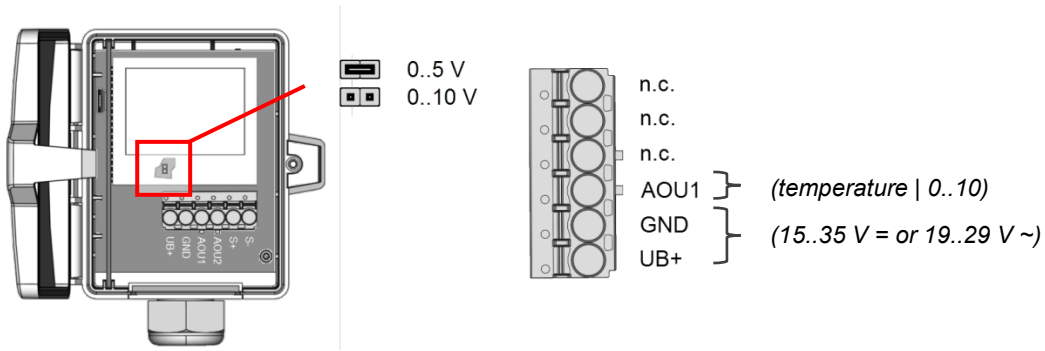 0..5 V
0..10 V
UB+
GND
AOU1
AOU2
S+
S-
n.c.
n.c.
n.c.
AOU1 (temperature | 0..10)
GND
UB+ (15..35 V = or 19..29 V ~)